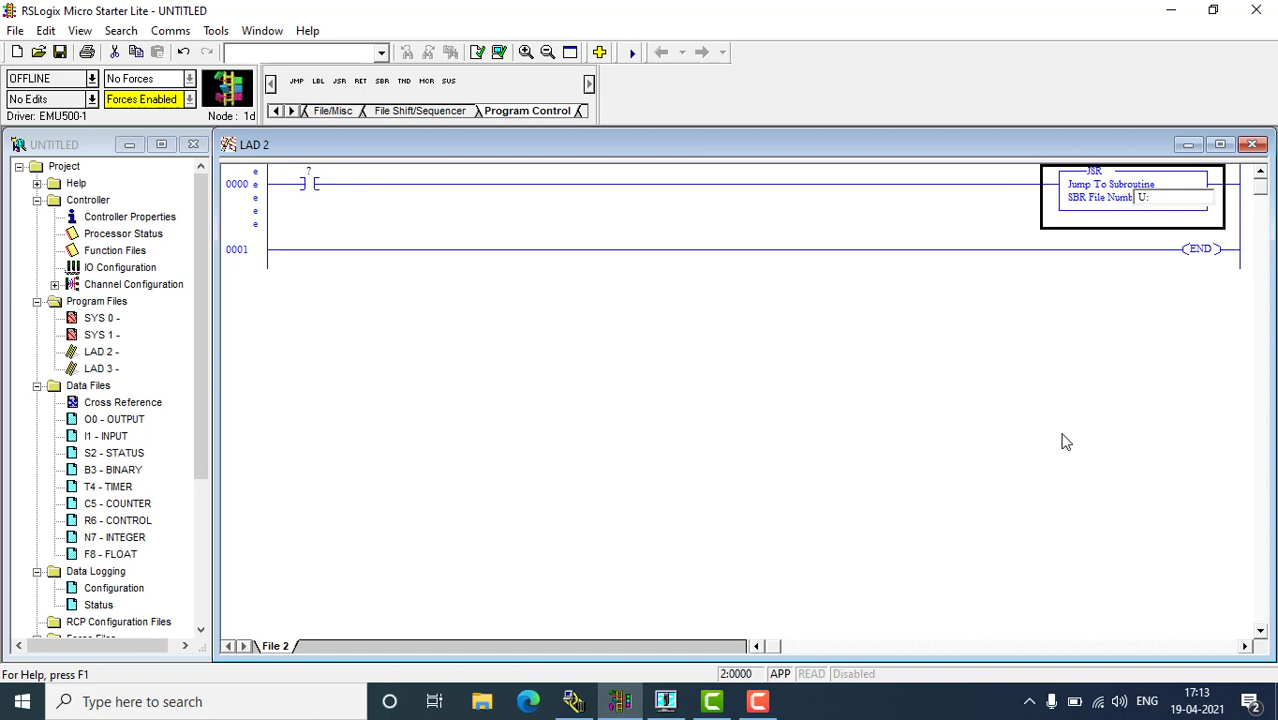 RSLogix Micro Starter Lite - UNTITLED
File Edit View Search Comms Tools Window Help
OFFLINE No Forces
JMP LBL JSR RET SBR TND MCR SUS
No Edits Forces Enabled
Driver: EMU500-1 Node : 1d
File/Misc File Shift/Sequencer Program Control
UNTITLED
Project
Help
Controller
Controller Properties
Processor Status
Function Files
IO Configuration
Channel Configuration
Program Files
SYS 0 -
SYS 1 -
LAD 2 -
LAD 3 -
Data Files
Cross Reference
O0 - OUTPUT
I1 - INPUT
S2 - STATUS
B3 - BINARY
T4 - TIMER
C5 - COUNTER
R6 - CONTROL
N7 - INTEGER
F8 - FLOAT
Data Logging
Configuration
Status
RCP Configuration Files
LAD 2
e ? JSR
0000 e Jump To Subroutine
e SBR File Numb U:
e
e
0001 END
File 2
For Help, press F1 2:0000 APP READ Disabled
Type here to search
ENG 17:13
19-04-2021
2